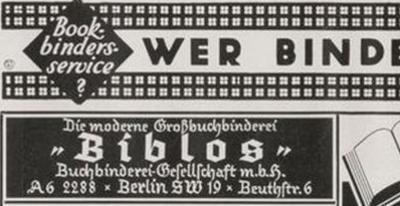 Book-
binders-
service
?
WER BINDE
Die moderne Großbuchbinderei
„Biblos"
Buchbinderei-Gesellschaft m.b.H.
A6 2288 × Berlin SW 19 × Beuthstr. 6